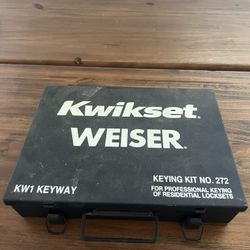 Kwikset®
WEISER®
KEYING KIT NO. 272
KW1 KEYWAY
FOR PROFESSIONAL KEYING
OF RESIDENTIAL LOCKSETS